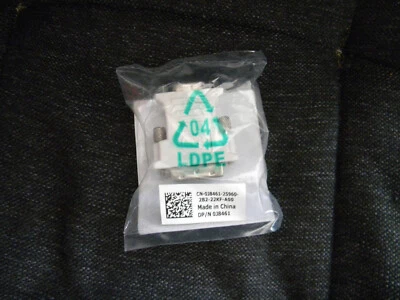 04
LDPE
CN-0J8461-25960-
2B2-22KF-A00
Made in China
DP/N 0J8461